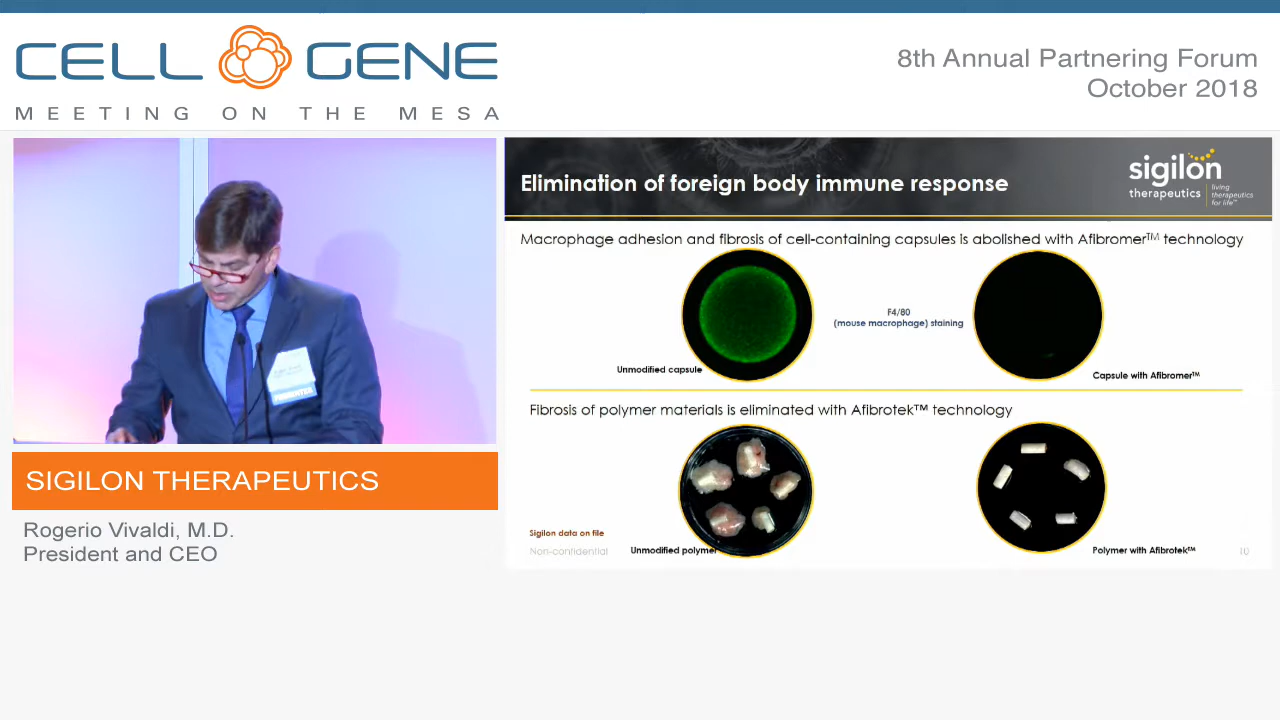 CELL GENE
MEETING ON THE MESA
8th Annual Partnering Forum
October 2018
Elimination of foreign body immune response
sigilon
therapeutics
living
therapeutics
for life™
Macrophage adhesion and fibrosis of cell-containing capsules is abolished with Afibromer™ technology
F4/80
(mouse macrophage) staining
Unmodified capsule
Capsule with Afibromer™
Fibrosis of polymer materials is eliminated with Afibrotek™ technology
Sigilon data on file
Non-confidential
Unmodified polymer
Polymer with Afibrotek™
10
SIGILON THERAPEUTICS
Rogerio Vivaldi, M.D.
President and CEO